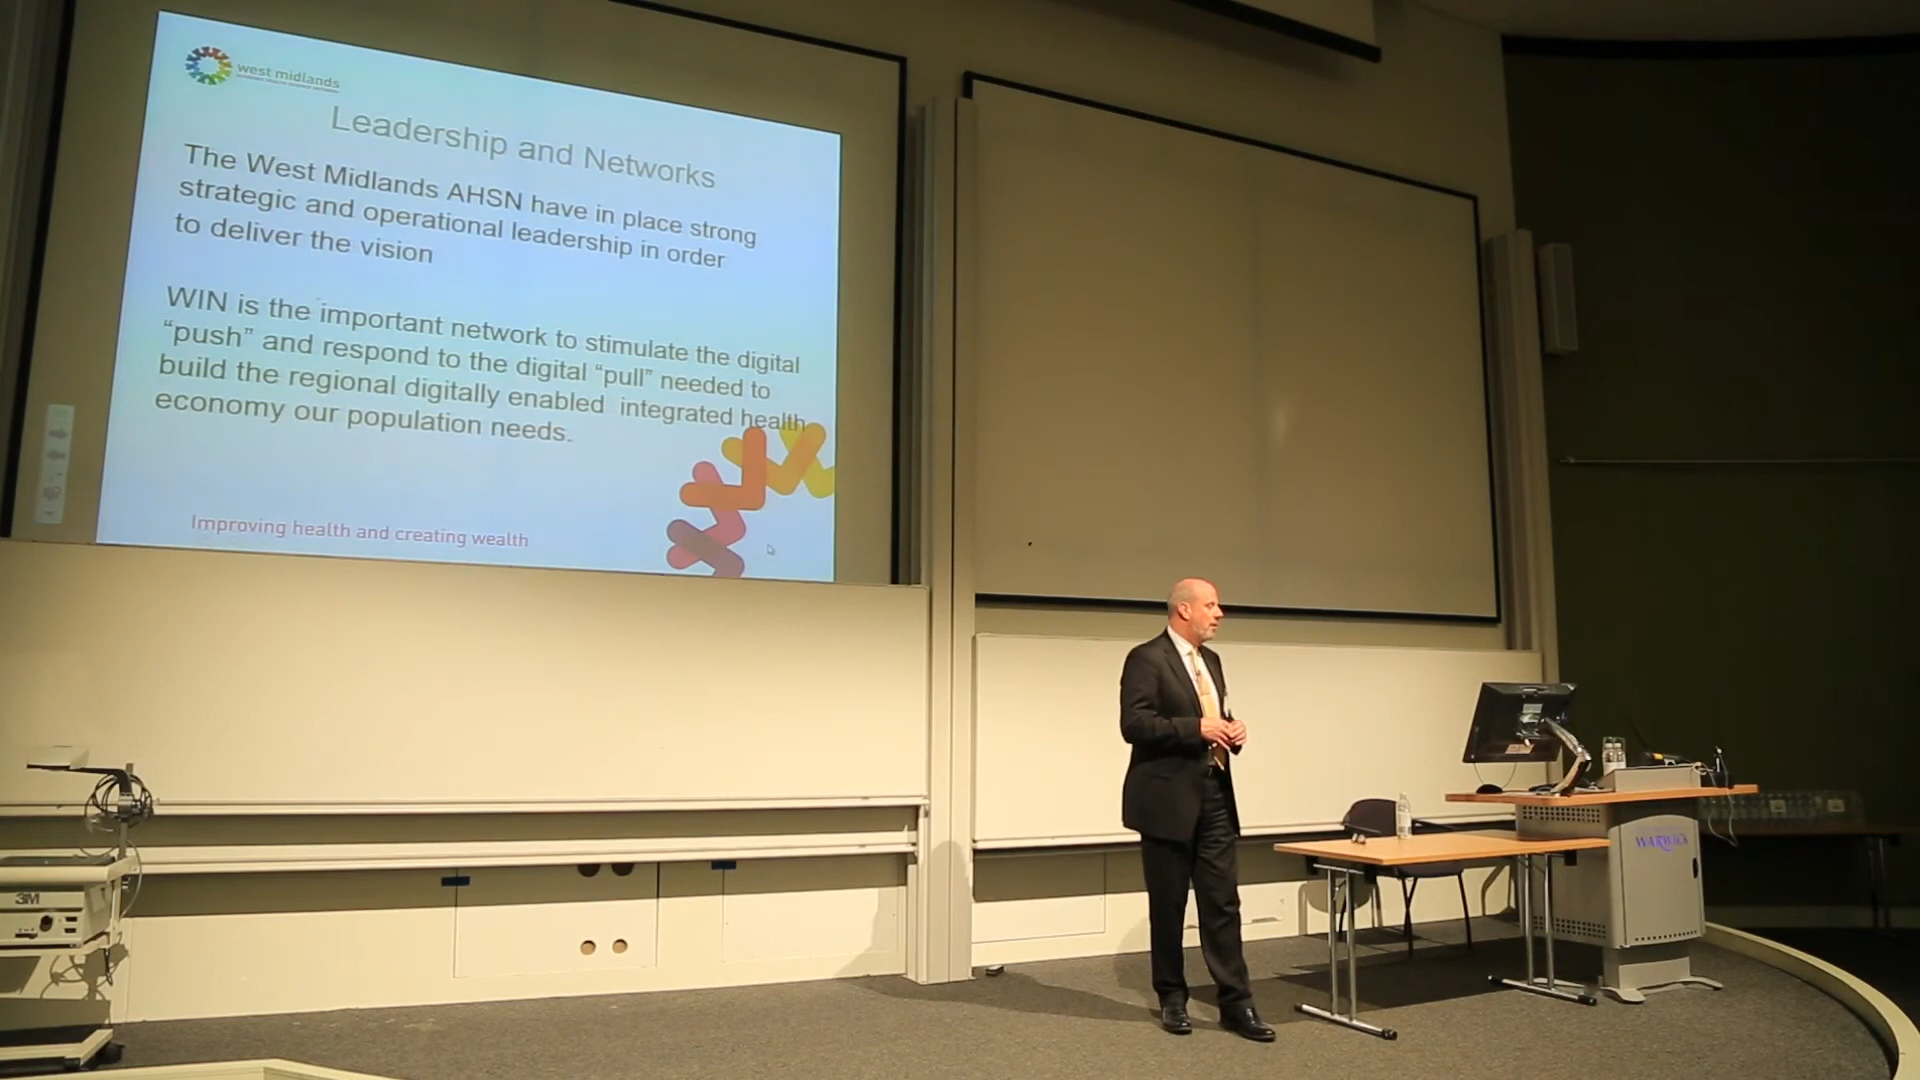 west midlands
Leadership and Networks
The West Midlands AHSN have in place strong
strategic and operational leadership in order
to deliver the vision
WIN is the important network to stimulate the digital
“push” and respond to the digital “pull” needed to
build the regional digitally enabled integrated health
economy our population needs.
Improving health and creating wealth
3M
WARWICK